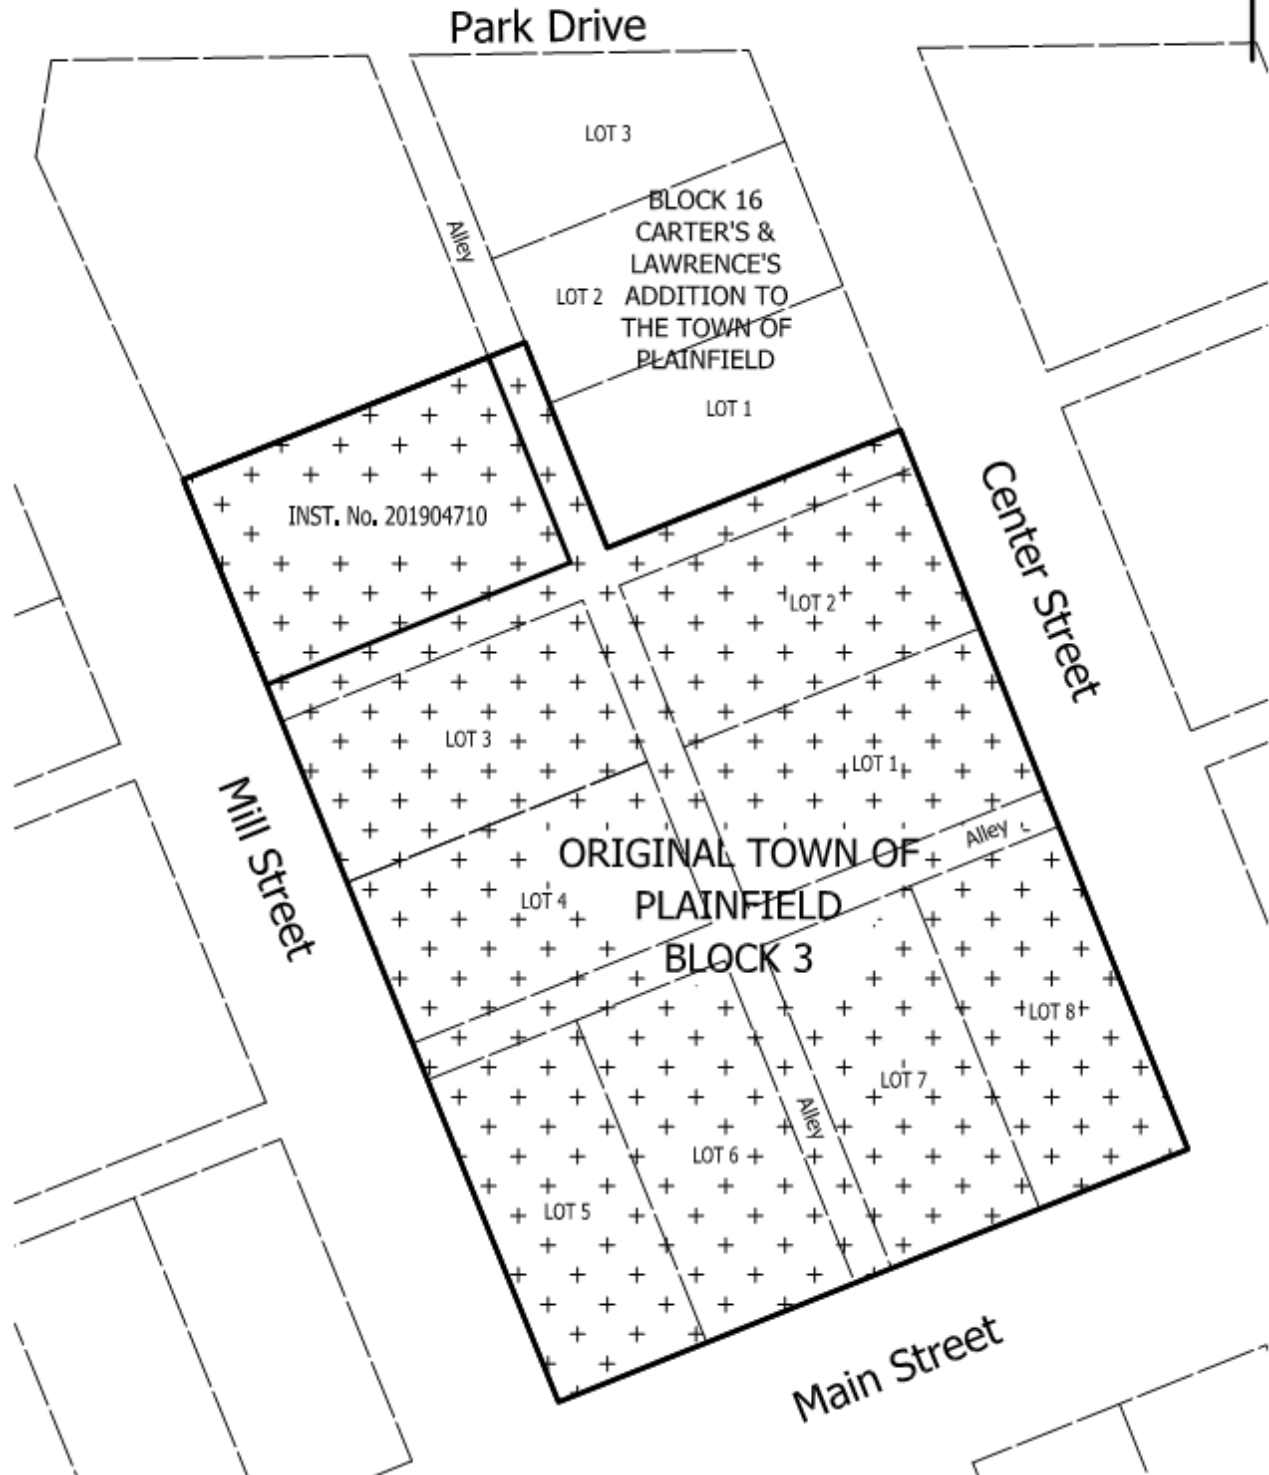 Park Drive
LOT 3
Alley
BLOCK 16
CARTER'S &
LAWRENCE'S
LOT 2
ADDITION TO
THE TOWN OF
PLAINFIELD
LOT 1
Center Street
INST. No. 201904710
LOT 2
LOT 3
LOT 1
Mill Street
Alley
ORIGINAL TOWN OF
PLAINFIELD
BLOCK 3
LOT 4
LOT 8
LOT 7
Alley
LOT 6
LOT 5
Main Street